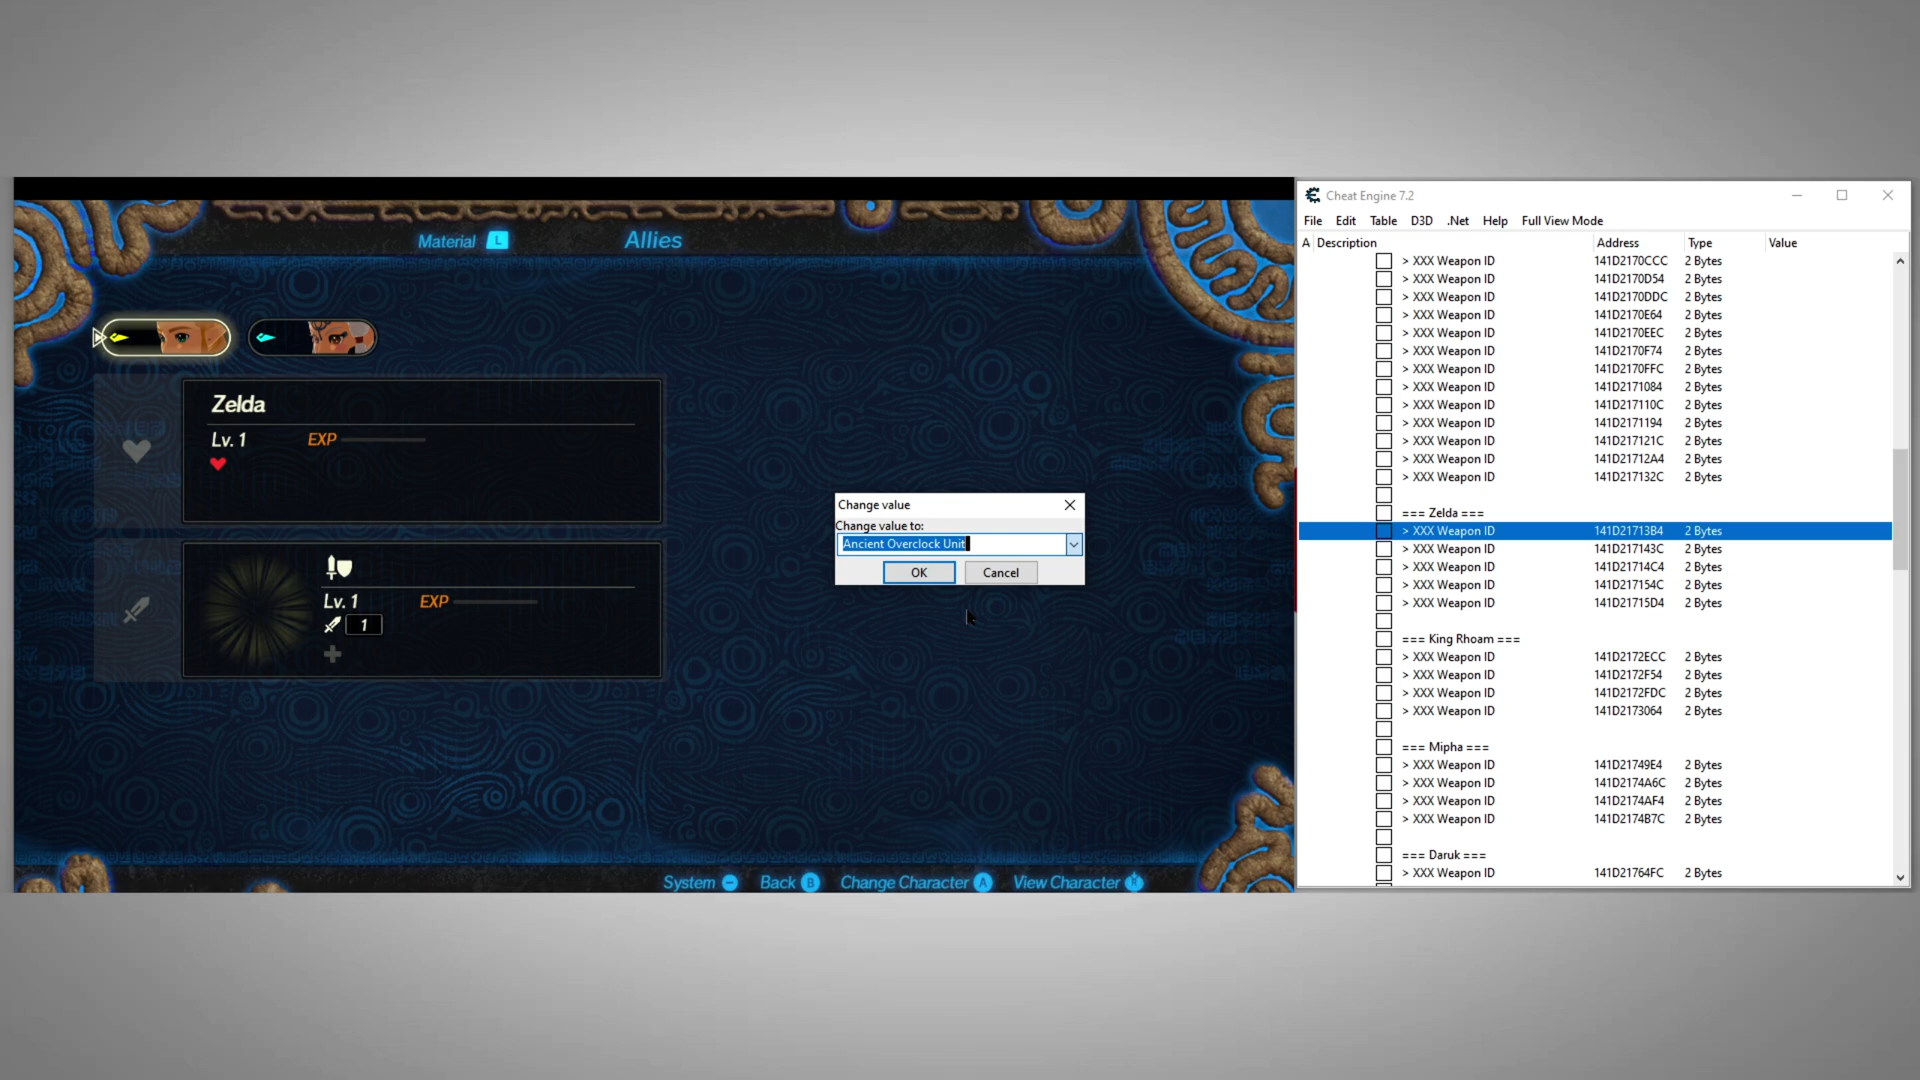 Material L
Allies
Zelda
Lv. 1 EXP
Lv. 1 EXP
1
System Back B Change Character A View Character
Change value
Change value to:
Ancient Overclock Unit
OK Cancel
Cheat Engine 7.2
File Edit Table D3D .Net Help Full View Mode
A Description Address Type Value
> XXX Weapon ID 141D2170CCC 2 Bytes
> XXX Weapon ID 141D2170D54 2 Bytes
> XXX Weapon ID 141D2170DDC 2 Bytes
> XXX Weapon ID 141D2170E64 2 Bytes
> XXX Weapon ID 141D2170EEC 2 Bytes
> XXX Weapon ID 141D2170F74 2 Bytes
> XXX Weapon ID 141D2170FFC 2 Bytes
> XXX Weapon ID 141D2171084 2 Bytes
> XXX Weapon ID 141D217110C 2 Bytes
> XXX Weapon ID 141D2171194 2 Bytes
> XXX Weapon ID 141D217121C 2 Bytes
> XXX Weapon ID 141D21712A4 2 Bytes
> XXX Weapon ID 141D217132C 2 Bytes
=== Zelda ===
> XXX Weapon ID 141D21713B4 2 Bytes
> XXX Weapon ID 141D217143C 2 Bytes
> XXX Weapon ID 141D21714C4 2 Bytes
> XXX Weapon ID 141D217154C 2 Bytes
> XXX Weapon ID 141D21715D4 2 Bytes
=== King Rhoam ===
> XXX Weapon ID 141D2172ECC 2 Bytes
> XXX Weapon ID 141D2172F54 2 Bytes
> XXX Weapon ID 141D2172FDC 2 Bytes
> XXX Weapon ID 141D2173064 2 Bytes
=== Mipha ===
> XXX Weapon ID 141D21749E4 2 Bytes
> XXX Weapon ID 141D2174A6C 2 Bytes
> XXX Weapon ID 141D2174AF4 2 Bytes
> XXX Weapon ID 141D2174B7C 2 Bytes
=== Daruk ===
> XXX Weapon ID 141D21764FC 2 Bytes